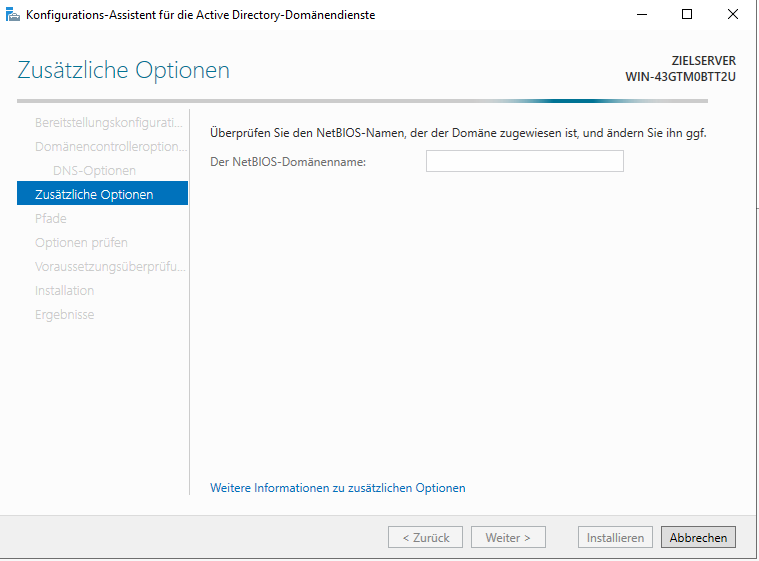 Konfigurations-Assistent für die Active Directory-Domänendienste
Zusätzliche Optionen
ZIELSERVER
WIN-43GTM0BTT2U
Bereitstellungskonfigurati...
Domänencontrolleroption...
DNS-Optionen
Zusätzliche Optionen
Pfade
Optionen prüfen
Voraussetzungsüberprüfu...
Installation
Ergebnisse
Überprüfen Sie den NetBIOS-Namen, der der Domäne zugewiesen ist, und ändern Sie ihn ggf.
Der NetBIOS-Domänenname:
Weitere Informationen zu zusätzlichen Optionen
< Zurück
Weiter >
Installieren
Abbrechen